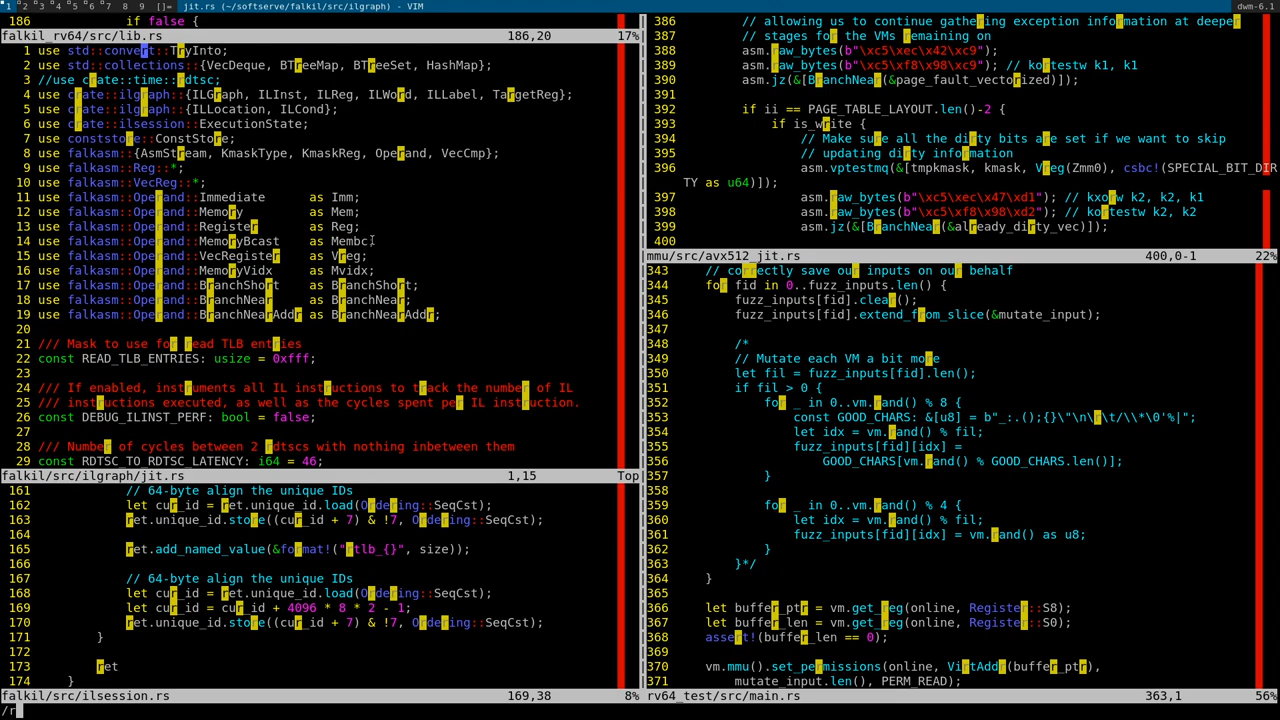 1 2 3 4 5 6 7 8 9 []= jit.rs (~/softserve/falkil/src/ilgraph) - VIM dwm-6.1
186             if false {
falkil_rv64/src/lib.rs 186,20 17%
1 use std::convert::TryInto;
2 use std::collections::{VecDeque, BTreeMap, BTreeSet, HashMap};
3 //use crate::time::rdtsc;
4 use crate::ilgraph::{ILGraph, ILInst, ILReg, ILWord, ILLabel, TargetReg};
5 use crate::ilgraph::{ILLocation, ILCond};
6 use crate::ilsession::ExecutionState;
7 use conststore::ConstStore;
8 use falkasm::{AsmStream, KmaskType, KmaskReg, Operand, VecCmp};
9 use falkasm::Reg::*;
10 use falkasm::VecReg::*;
11 use falkasm::Operand::Immediate      as Imm;
12 use falkasm::Operand::Memory         as Mem;
13 use falkasm::Operand::Register       as Reg;
14 use falkasm::Operand::MemoryBcast    as Membc;
15 use falkasm::Operand::VecRegister    as Vreg;
16 use falkasm::Operand::MemoryVidx     as Mvidx;
17 use falkasm::Operand::BranchShort    as BranchShort;
18 use falkasm::Operand::BranchNear     as BranchNear;
19 use falkasm::Operand::BranchNearAddr as BranchNearAddr;
20
21 /// Mask to use for read TLB entries
22 const READ_TLB_ENTRIES: usize = 0xfff;
23
24 /// If enabled, instruments all IL instructions to track the number of IL
25 /// instructions executed, as well as the cycles spent per IL instruction.
26 const DEBUG_ILINST_PERF: bool = false;
27
28 /// Number of cycles between 2 rdtscs with nothing inbetween them
29 const RDTSC_TO_RDTSC_LATENCY: i64 = 46;
falkil/src/ilgraph/jit.rs 1,15 Top
161             // 64-byte align the unique IDs
162             let cur_id = ret.unique_id.load(Ordering::SeqCst);
163             ret.unique_id.store((cur_id + 7) & !7, Ordering::SeqCst);
164
165             ret.add_named_value(&format!("rtlb_{}", size));
166
167             // 64-byte align the unique IDs
168             let cur_id = ret.unique_id.load(Ordering::SeqCst);
169             let cur_id = cur_id + 4096 * 8 * 2 - 1;
170             ret.unique_id.store((cur_id + 7) & !7, Ordering::SeqCst);
171         }
172
173         ret
174     }
falkil/src/ilsession.rs 169,38 8%
/r
386             // allowing us to continue gathering exception information at deeper
387             // stages for the VMs remaining on
388             asm.raw_bytes(b"\xc5\xec\x42\xc9");
389             asm.raw_bytes(b"\xc5\xf8\x98\xc9"); // kortestw k1, k1
390             asm.jz(&[BranchNear(&page_fault_vectorized)]);
391
392             if ii == PAGE_TABLE_LAYOUT.len()-2 {
393                 if is_write {
394                     // Make sure all the dirty bits are set if we want to skip
395                     // updating dirty information
396                     asm.vptestmq(&[tmpkmask, kmask, Vreg(Zmm0), csbc!(SPECIAL_BIT_DIR
TY as u64)]);
397                     asm.raw_bytes(b"\xc5\xec\x47\xd1"); // kxorw k2, k2, k1
398                     asm.raw_bytes(b"\xc5\xf8\x98\xd2"); // kortestw k2, k2
399                     asm.jz(&[BranchNear(&already_dirty_vec)]);
400
mmu/src/avx512_jit.rs 400,0-1 22%
343     // correctly save our inputs on our behalf
344     for fid in 0..fuzz_inputs.len() {
345         fuzz_inputs[fid].clear();
346         fuzz_inputs[fid].extend_from_slice(&mutate_input);
347
348         /*
349         // Mutate each VM a bit more
350         let fil = fuzz_inputs[fid].len();
351         if fil > 0 {
352             for _ in 0..vm.rand() % 8 {
353                 const GOOD_CHARS: &[u8] = b"_:.();{}\"\n\r\t/\\*\0'%|";
354                 let idx = vm.rand() % fil;
355                 fuzz_inputs[fid][idx] =
356                     GOOD_CHARS[vm.rand() % GOOD_CHARS.len()];
357             }
358
359             for _ in 0..vm.rand() % 4 {
360                 let idx = vm.rand() % fil;
361                 fuzz_inputs[fid][idx] = vm.rand() as u8;
362             }
363         }*/
364     }
365
366     let buffer_ptr = vm.get_reg(online, Register::S8);
367     let buffer_len = vm.get_reg(online, Register::S0);
368     assert!(buffer_len == 0);
369
370     vm.mmu().set_permissions(online, VirtAddr(buffer_ptr),
371         mutate_input.len(), PERM_READ);
rv64_test/src/main.rs 363,1 56%